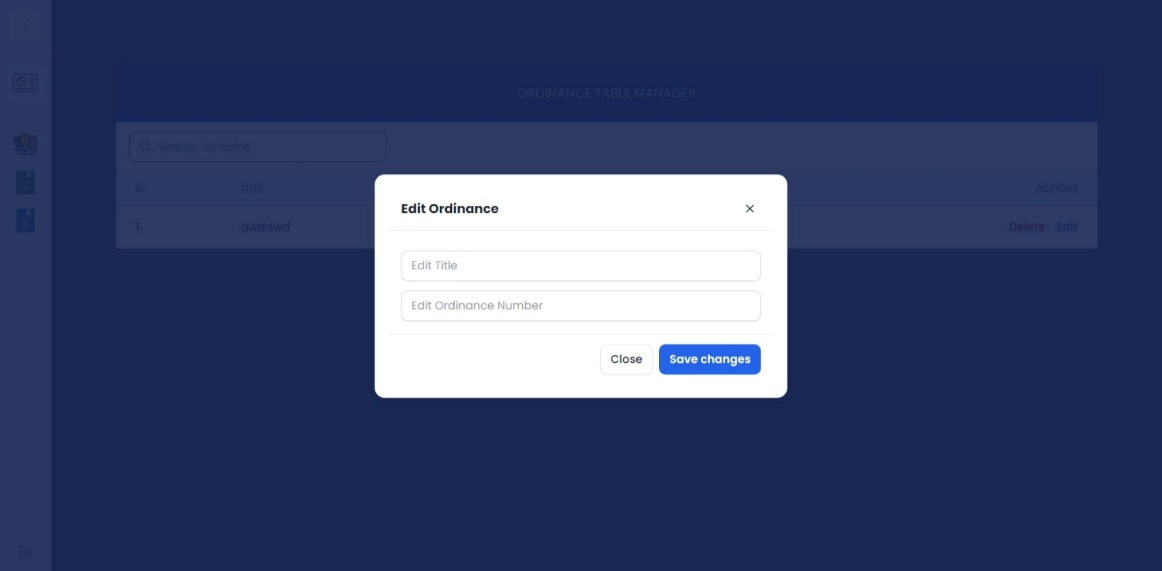 L
ORDINANCE TABLE MANAGER
Search for items
ID TITLE ACTIONS
1 awdawd Delete Edit
Edit Ordinance
Edit Title
Edit Ordinance Number
Close Save changes